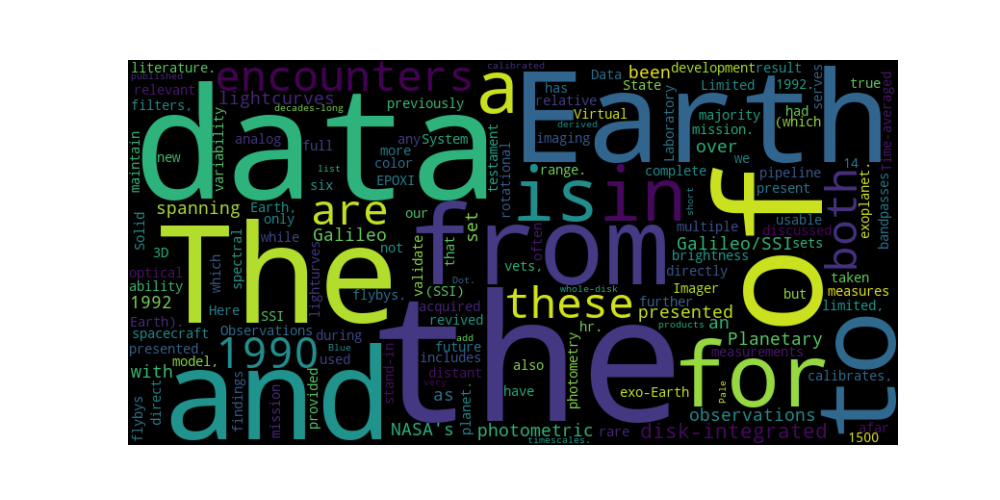 literature.
published
relevant
encounters
calibrated
a
Earth
been
development
result
Data
State
Limited
1992.
serves
true
filters,
lightcurves
decades-long
previously
has
relative
Virtual
derived
majority
mission.
had
(which
Time-averaged
data
maintain
new
variability
analog
full
any
System
more
color
list
six
EPOXI
testament
rotational
imaging
Laboratory
over
we
14
pipeline
present
exoplanet.
range.
complete
is
in
short
of
both
usable
bandpasses
Solid
spanning
Earth,
only
are
Galileo
our
set
from
often
multiple
discussed
Galileo/SSI
sets
brightness
directly
The
3D
optical
ability
1992
which
spectral
while
lightcurves
not
validate
that
vets,
Dot.
flybys.
(SSI)
whole-disk
Imager
further
taken
but
measures
limited,
Here
SSI
these
presented
acquired
revived
the
hr.
products
an
Earth).
spacecraft
presented,
model,
Observations
1990
during
used
Blue
add
future
includes
Planetary
measurements
to
with
and
direct
flybys
findings
mission
provided
stand-in
distant
very
as
planet.
also
have
photometry
exo-Earth
Pale
for
calibrates,
observations
NASA's
photometric
timescales.
rare
disk-integrated
afar
1500